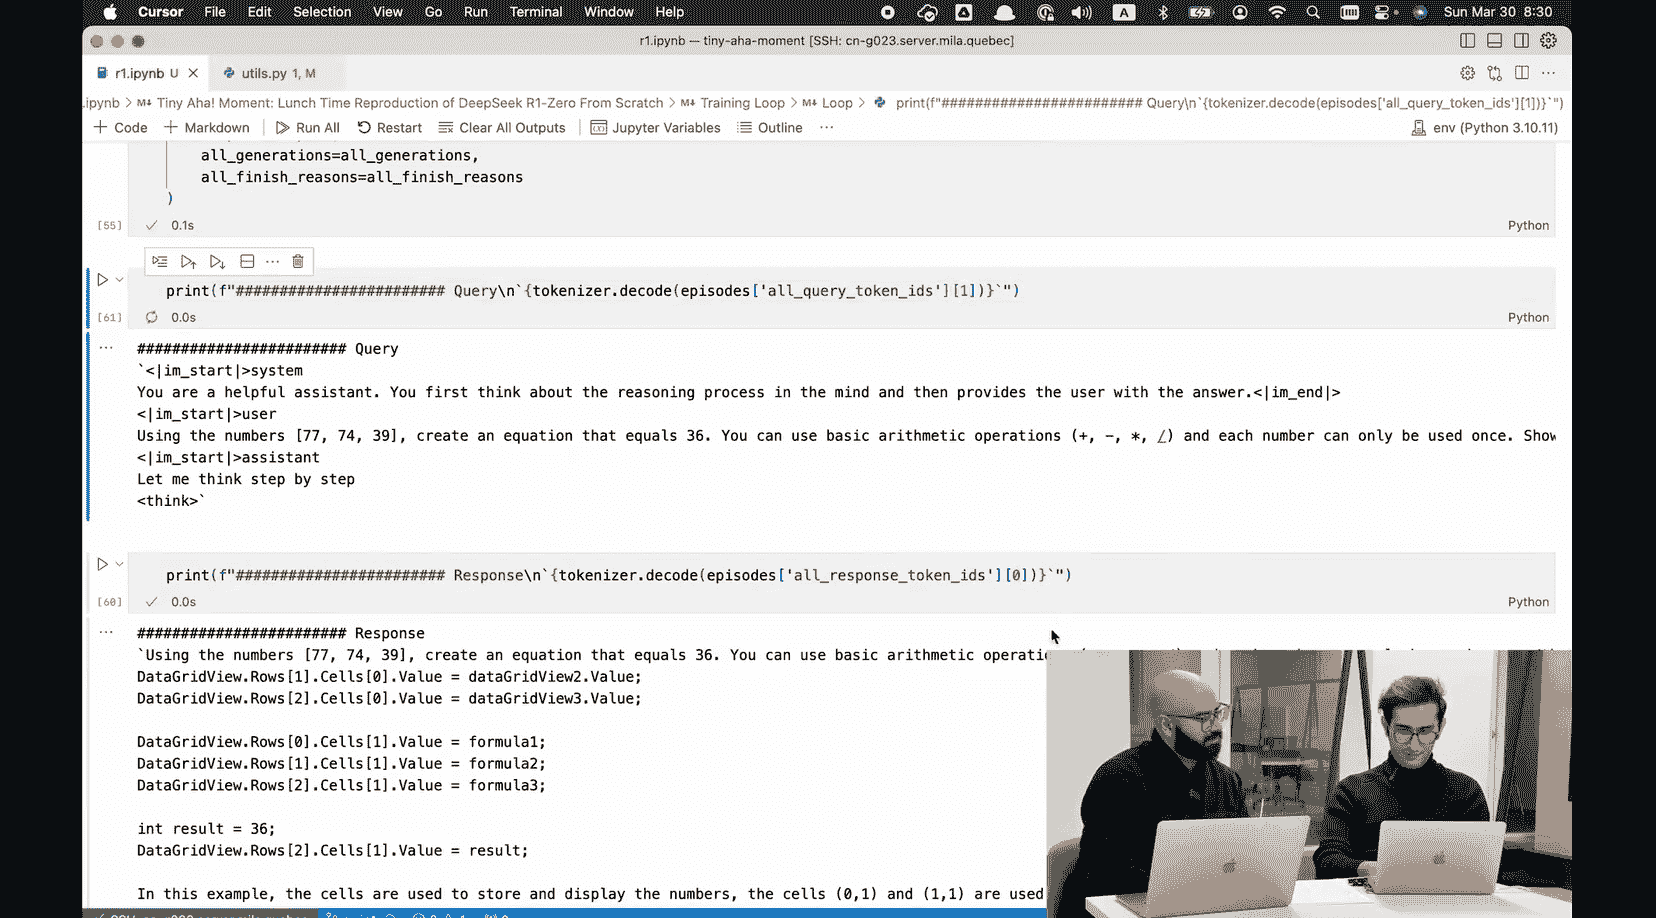 Cursor File Edit Selection View Go Run Terminal Window Help A Sun Mar 30 8:30
r1.ipynb — tiny-aha-moment [SSH: cn-g023.server.mila.quebec]
r1.ipynb U utils.py 1, M
.ipynb > M↓ Tiny Aha! Moment: Lunch Time Reproduction of DeepSeek R1-Zero From Scratch > M↓ Training Loop > M↓ Loop > print(f"####################### Query\n`{tokenizer.decode(episodes['all_query_token_ids'][1])}`")
+ Code + Markdown Run All Restart Clear All Outputs Jupyter Variables Outline ... env (Python 3.10.11)
all_generations=all_generations,
all_finish_reasons=all_finish_reasons
)
[55] 0.1s Python
print(f"######################## Query\n`{tokenizer.decode(episodes['all_query_token_ids'][1])}`")
[61] 0.0s Python
######################## Query
`<|im_start|>system
You are a helpful assistant. You first think about the reasoning process in the mind and then provides the user with the answer.<|im_end|>
<|im_start|>user
Using the numbers [77, 74, 39], create an equation that equals 36. You can use basic arithmetic operations (+, -, *, /) and each number can only be used once. Show
<|im_start|>assistant
Let me think step by step
<think>`
print(f"######################## Response\n`{tokenizer.decode(episodes['all_response_token_ids'][0])}`")
[60] 0.0s Python
######################## Response
`Using the numbers [77, 74, 39], create an equation that equals 36. You can use basic arithmetic
DataGridView.Rows[1].Cells[0].Value = dataGridView2.Value;
DataGridView.Rows[2].Cells[0].Value = dataGridView3.Value;
DataGridView.Rows[0].Cells[1].Value = formula1;
DataGridView.Rows[1].Cells[1].Value = formula2;
DataGridView.Rows[2].Cells[1].Value = formula3;
int result = 36;
DataGridView.Rows[2].Cells[1].Value = result;
In this example, the cells are used to store and display the numbers, the cells (0,1) and (1,1) are used